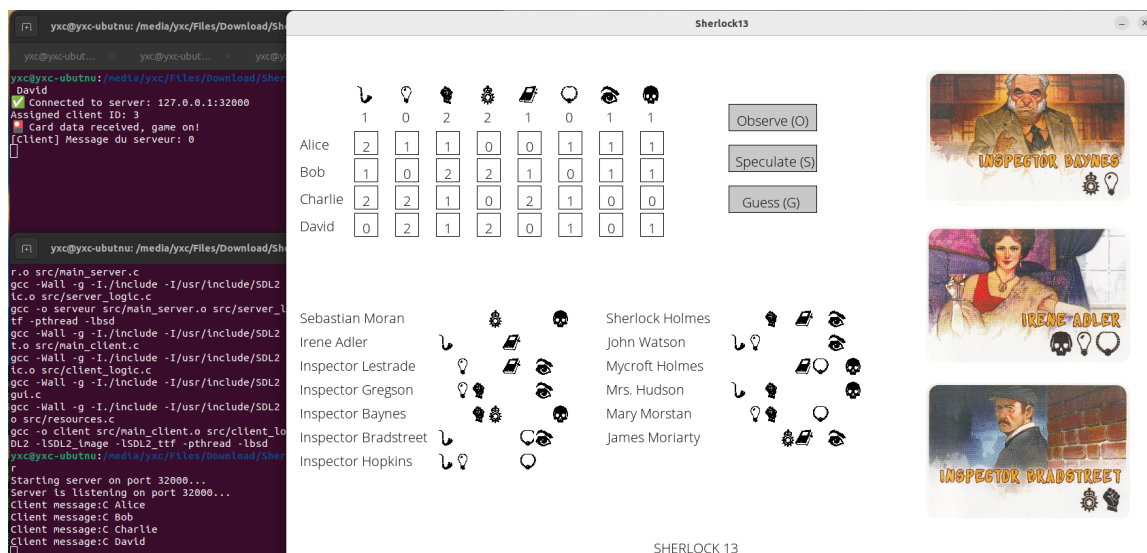 yxc@yxc-ubutnu: /media/yxc/Files/Download/Sh
yxc@yxc-ubut... × yxc@yxc-ubut... × yxc@y
yxc@yxc-ubutnu:/media/yxc/Files/Download/Sher
David
Connected to server: 127.0.0.1:32000
Assigned client ID: 3
Card data received, game on!
[Client] Message du serveur: 0
yxc@yxc-ubutnu: /media/yxc/Files/Download/Sh
r.o src/main_server.c
gcc -Wall -g -I./include -I/usr/include/SDL2
ic.o src/server_logic.c
gcc -o serveur src/main_server.o src/server_l
tf -pthread -lbsd
gcc -Wall -g -I./include -I/usr/include/SDL2
t.o src/main_client.c
gcc -Wall -g -I./include -I/usr/include/SDL2
ic.o src/client_logic.c
gcc -Wall -g -I./include -I/usr/include/SDL2
gui.c
gcc -Wall -g -I./include -I/usr/include/SDL2
o src/resources.c
gcc -o client src/main_client.o src/client_lo
DL2 -lSDL2_image -lSDL2_ttf -pthread -lbsd
yxc@yxc-ubutnu:/media/yxc/Files/Download/Sher
r
Starting server on port 32000...
Server is listening on port 32000...
Client message:C Alice
Client message:C Bob
Client message:C Charlie
Client message:C David
Sherlock13
1 0 2 2 1 0 1 1
Alice 2 1 1 0 0 1 1 1
Bob 1 0 2 2 1 0 1 1
Charlie 2 2 1 0 2 1 0 0
David 0 2 1 2 0 1 0 1
Observe (O)
Speculate (S)
Guess (G)
INSPECTOR BAYNES
IRENE ADLER
INSPECTOR BRADSTREET
Sebastian Moran
Irene Adler
Inspector Lestrade
Inspector Gregson
Inspector Baynes
Inspector Bradstreet
Inspector Hopkins
Sherlock Holmes
John Watson
Mycroft Holmes
Mrs. Hudson
Mary Morstan
James Moriarty
SHERLOCK 13